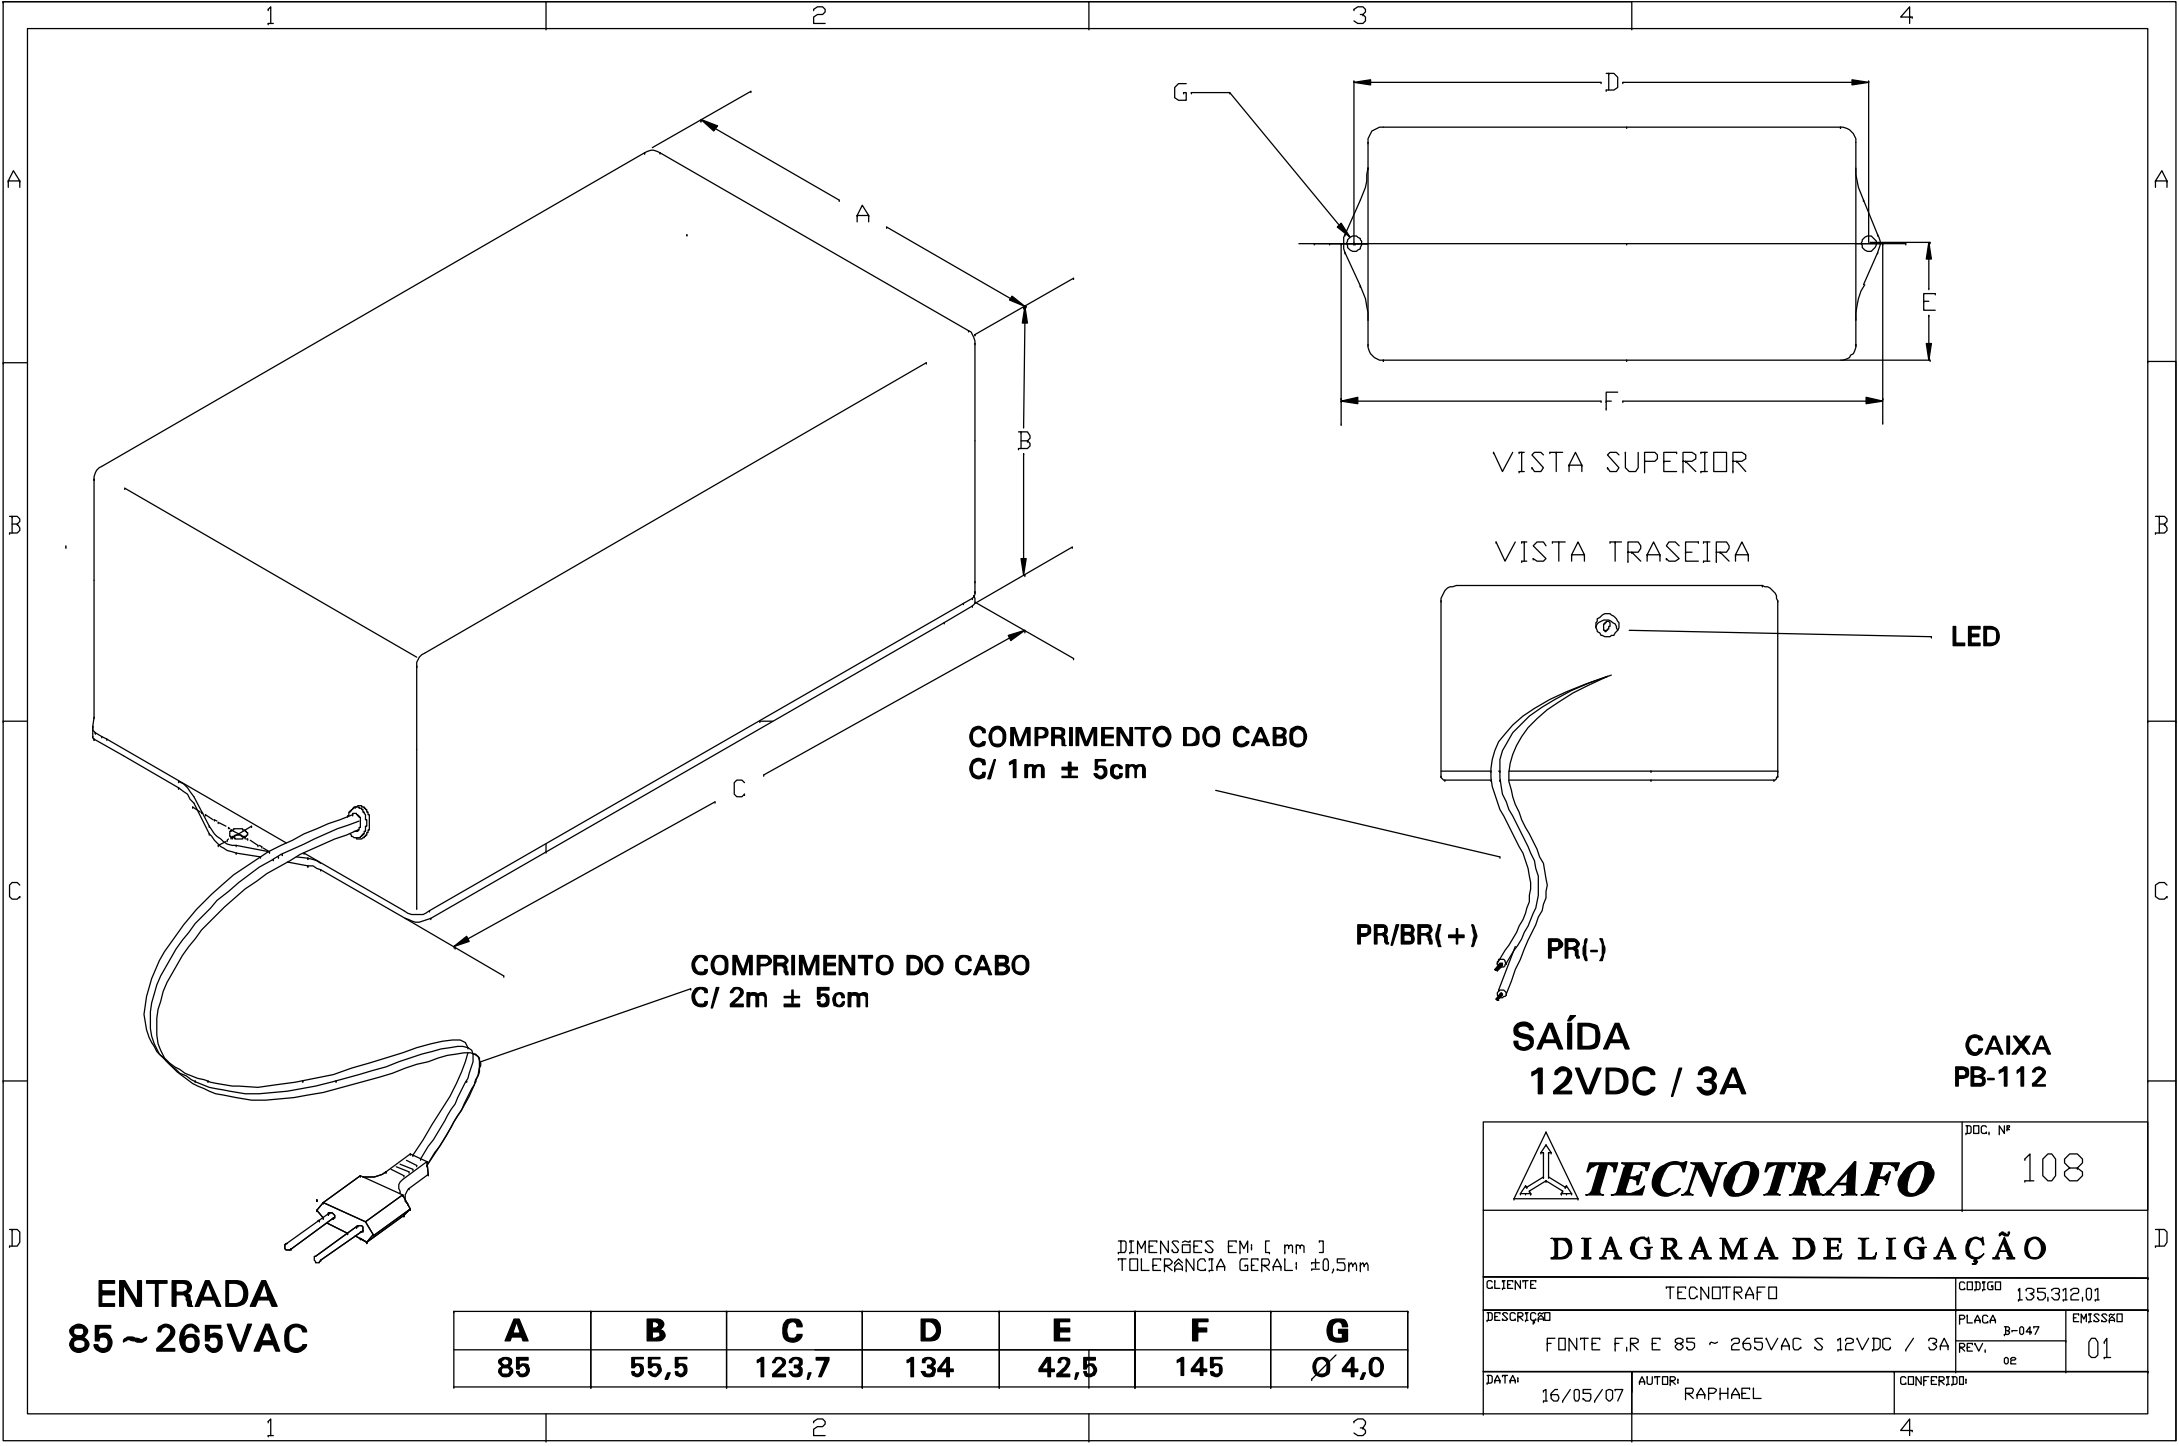 1 2 3 4
A
A
B
B
C
C
D
D
A
B
C
G
D
E
F
VISTA SUPERIOR
VISTA TRASEIRA
LED
COMPRIMENTO DO CABO
C/ 1m ± 5cm
PR/BR(+)
PR(-)
COMPRIMENTO DO CABO
C/ 2m ± 5cm
SAÍDA
12VDC / 3A
CAIXA
PB-112
ENTRADA
85~265VAC
DIMENSÕES EM: [ mm ]
TOLERÂNCIA GERAL: ±0,5mm
A B C D E F G
85 55,5 123,7 134 42,5 145 Ø 4,0
TECNOTRAFO
DOC. Nº
108
DIAGRAMA DE LIGAÇÃO
CLIENTE
TECNOTRAFO
CODIGO 135.312.01
DESCRIÇÃO
FONTE F.R E 85 ~ 265VAC S 12VDC / 3A
PLACA
B-047
REV.
02
EMISSÃO
01
DATA:
16/05/07
AUTOR:
RAPHAEL
CONFERIDO:
1 2 3 4